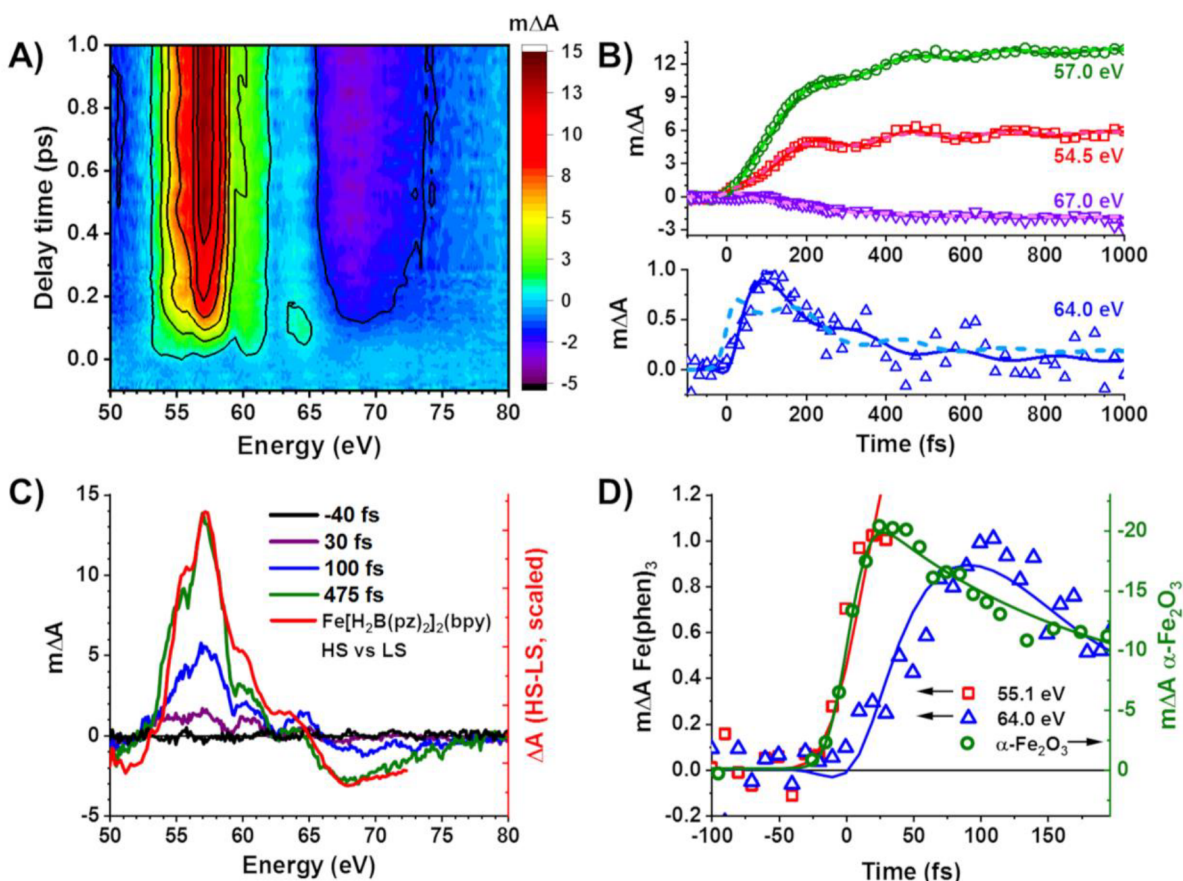 A)
mΔA
Delay time (ps)
1.0
0.8
0.6
0.4
0.2
0.0
50 55 60 65 70 75 80
Energy (eV)
15
13
10
8
5
3
0
-3
-5
B)
mΔA
12
9
6
3
0
-3
57.0 eV
54.5 eV
67.0 eV
0 200 400 600 800 1000
mΔA
1.0
0.5
0.0
64.0 eV
0 200 400 600 800 1000
Time (fs)
C)
mΔA
15
10
5
0
-5
-40 fs
30 fs
100 fs
475 fs
Fe[H₂B(pz)₂]₂(bpy)
HS vs LS
ΔA (HS-LS, scaled)
50 55 60 65 70 75 80
Energy (eV)
D)
mΔA Fe(phen)₃
1.2
1.0
0.8
0.6
0.4
0.2
0.0
-0.2
55.1 eV
64.0 eV
α-Fe₂O₃
-20
-15
-10
-5
0
mΔA α-Fe₂O₃
-100 -50 0 50 100 150
Time (fs)